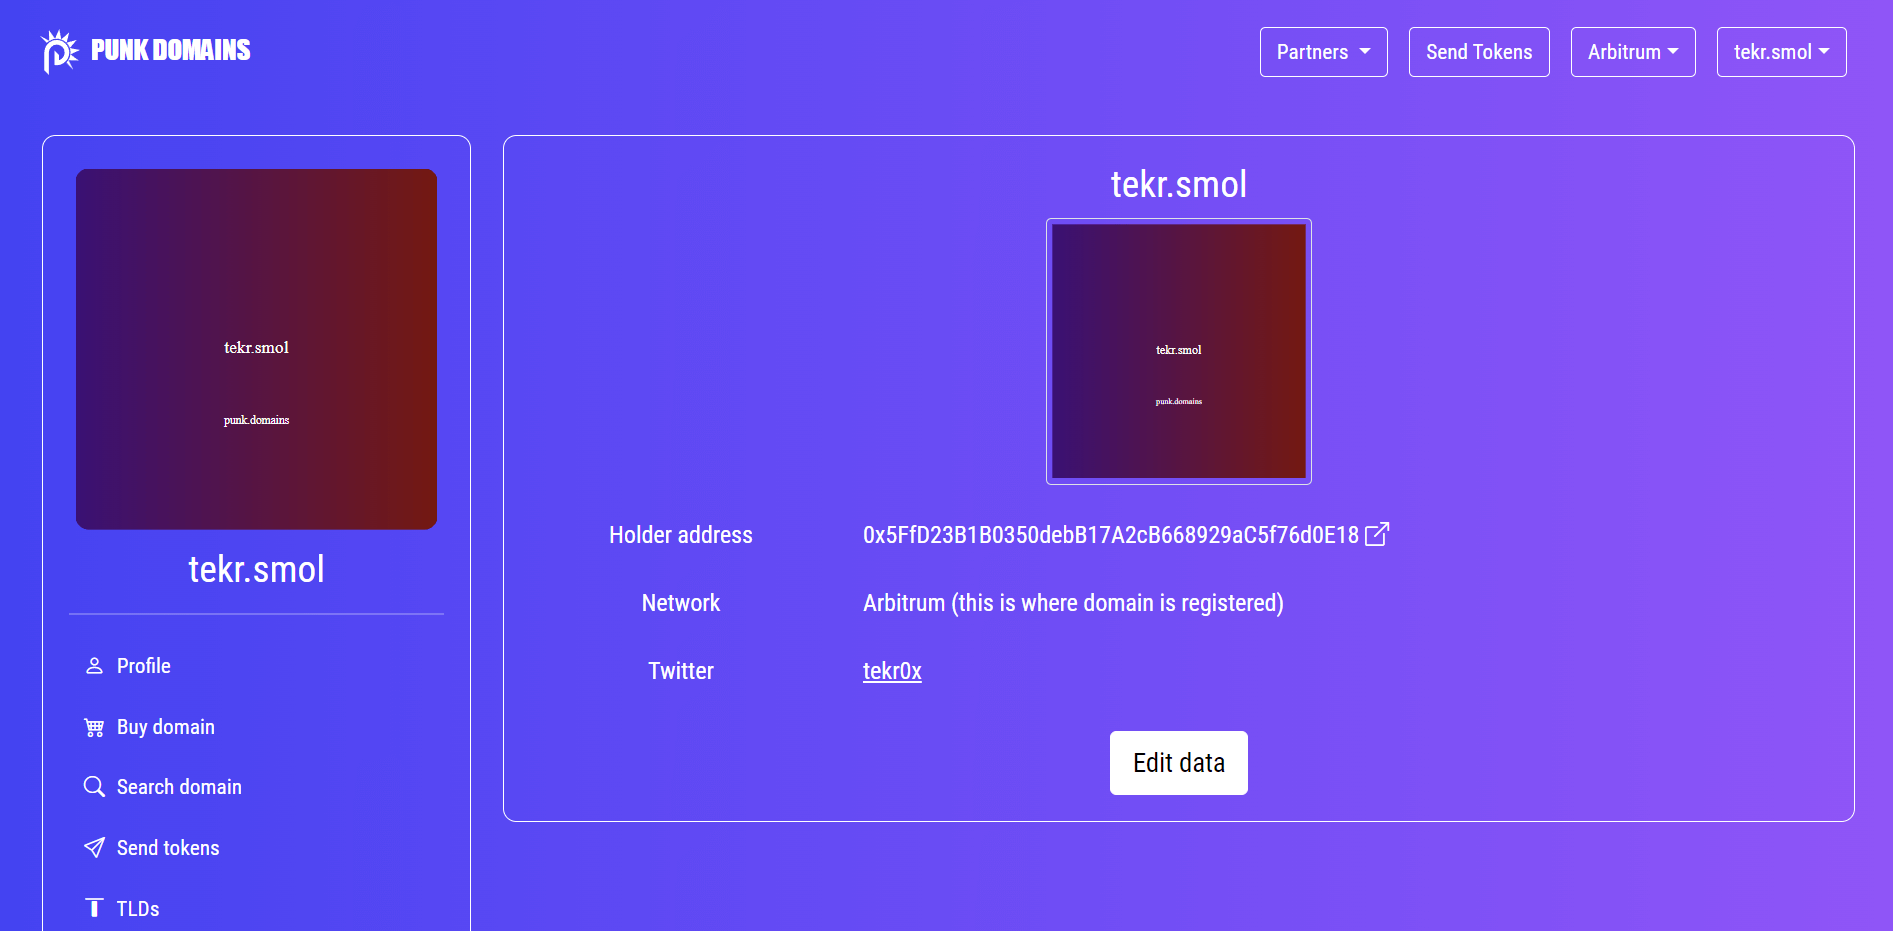 PUNK DOMAINS
Partners
Send Tokens
Arbitrum
tekr.smol
tekr.smol
punk.domains
tekr.smol
Profile
Buy domain
Search domain
Send tokens
TLDs
tekr.smol
tekr.smol
punk.domains
Holder address 0x5FfD23B1B0350debB17A2cB668929aC5f76d0E18
Network Arbitrum (this is where domain is registered)
Twitter tekr0x
Edit data